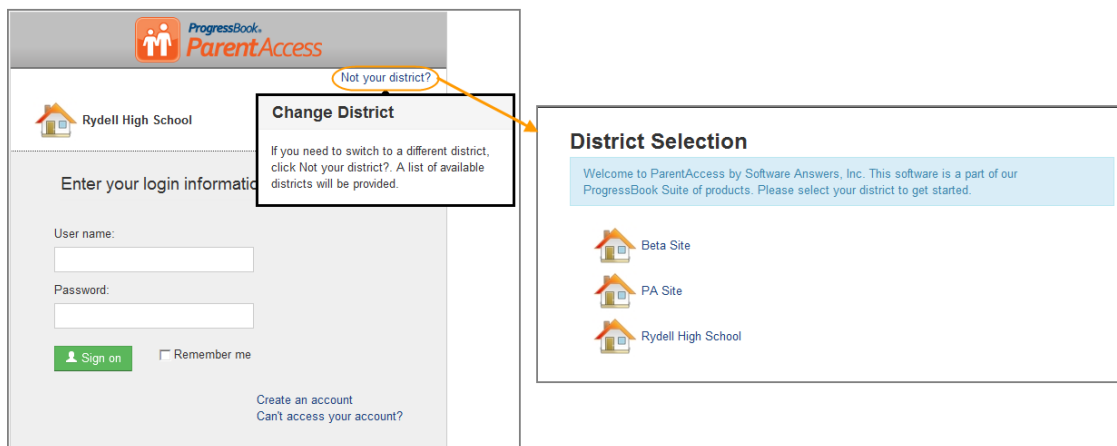 ProgressBook®
ParentAccess
Not your district?
Rydell High School
Change District
If you need to switch to a different district,
click Not your district?. A list of available
districts will be provided.
Enter your login informatio
User name:
Password:
Sign on
Remember me
Create an account
Can't access your account?
District Selection
Welcome to ParentAccess by Software Answers, Inc. This software is a part of our
ProgressBook Suite of products. Please select your district to get started.
Beta Site
PA Site
Rydell High School